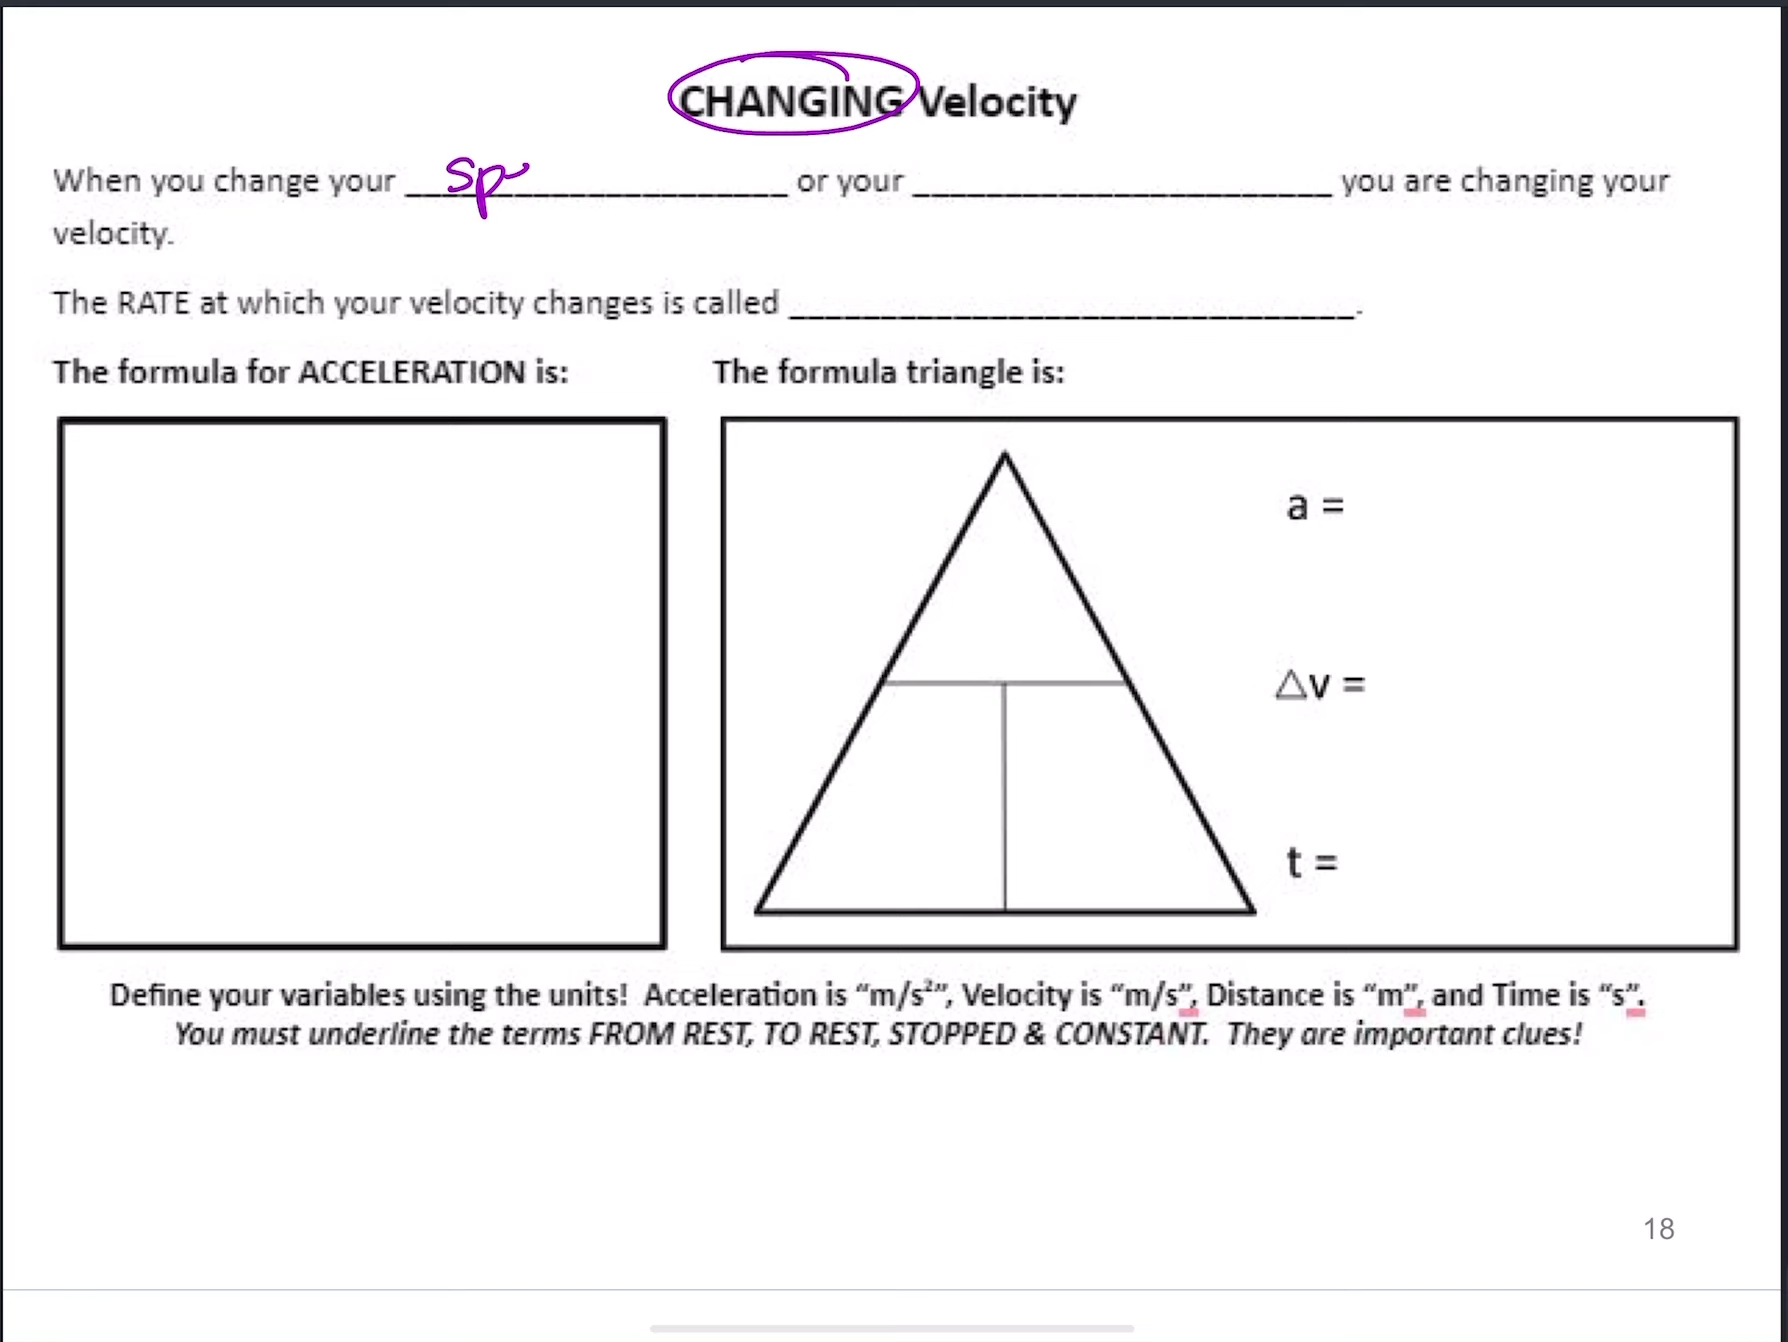 CHANGING Velocity
When you change your sp____________________ or your ________________________ you are changing your
velocity.
The RATE at which your velocity changes is called ________________________________.
The formula for ACCELERATION is:
The formula triangle is:
a =
△v =
t =
Define your variables using the units! Acceleration is “m/s²”, Velocity is “m/s”, Distance is “m”, and Time is “s”.
You must underline the terms FROM REST, TO REST, STOPPED & CONSTANT. They are important clues!
18